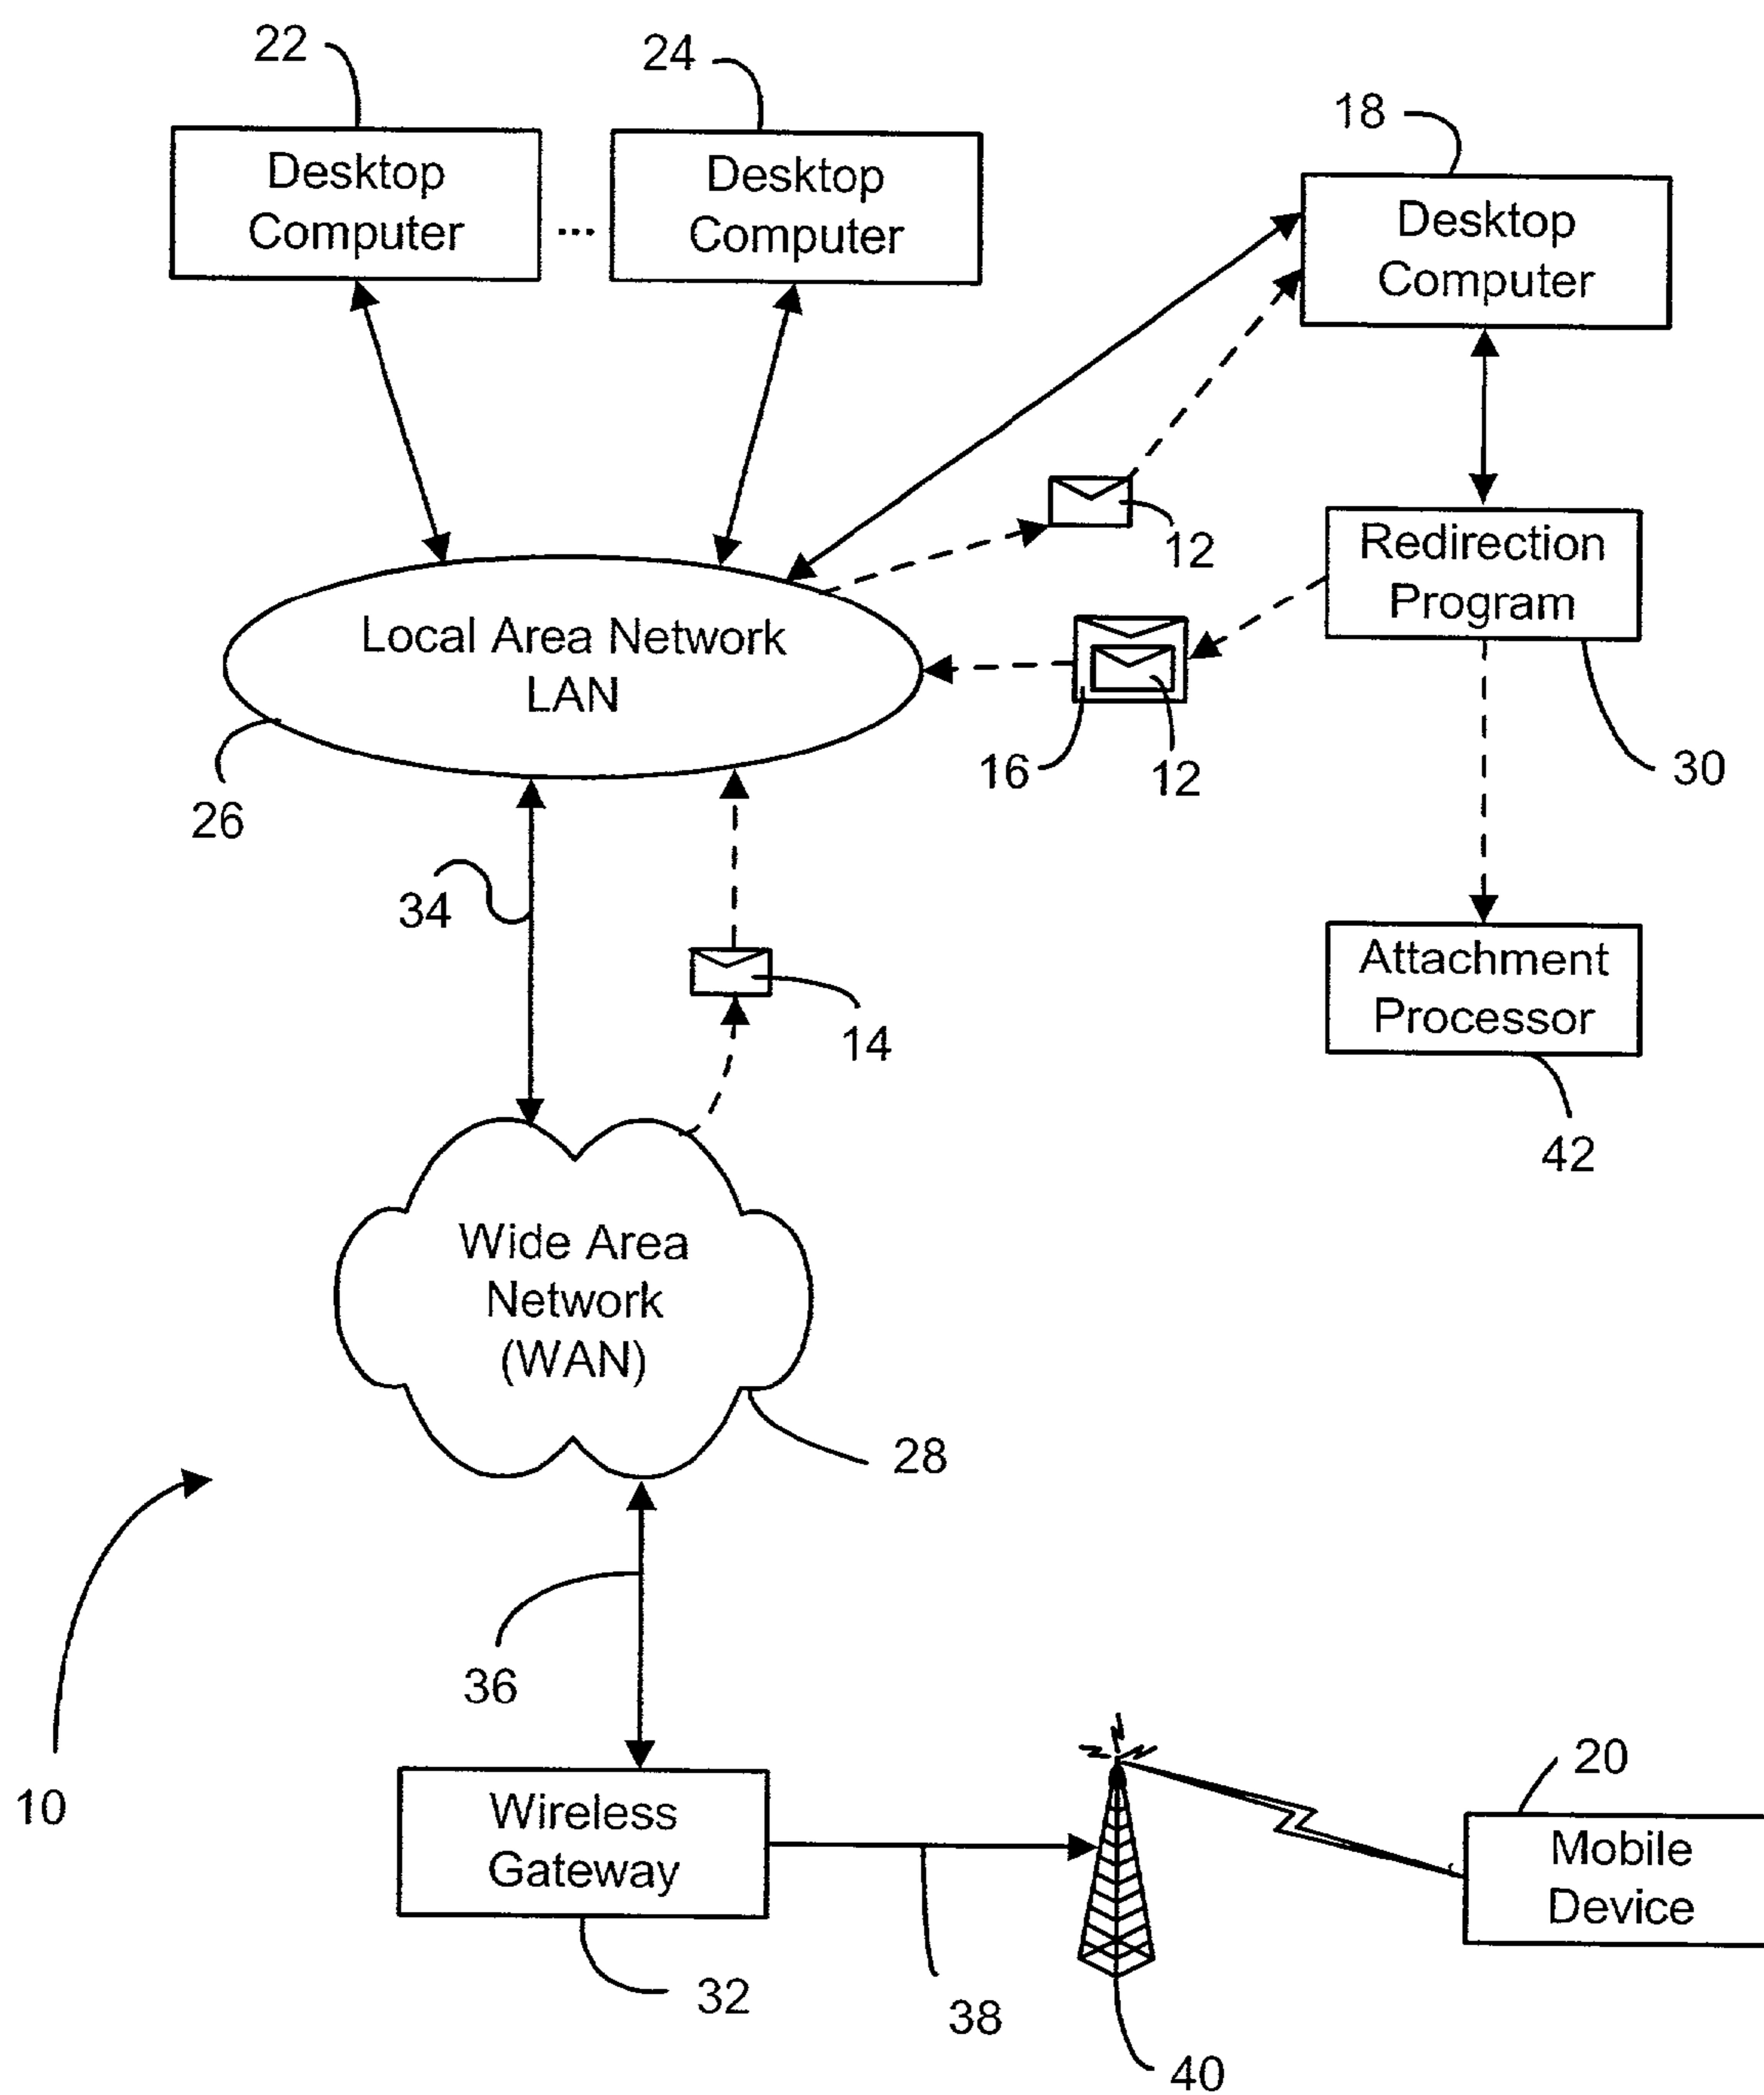 22
24
18
Desktop
Computer
...
Desktop
Computer
Desktop
Computer
12
Redirection
Program
Local Area Network
LAN
16
12
30
26
34
14
Attachment
Processor
42
Wide Area
Network
(WAN)
28
36
10
20
Wireless
Gateway
Mobile
Device
32
38
40